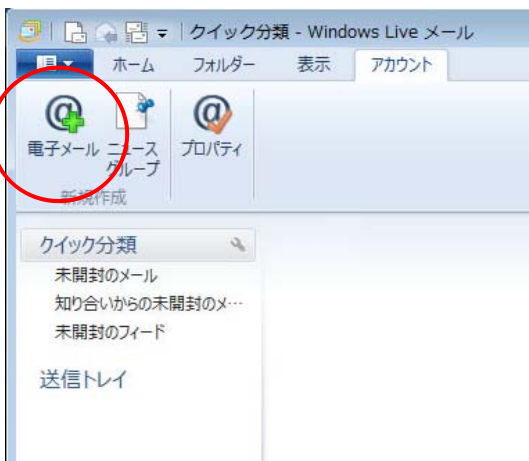 クイック分類 - Windows Live メール
ホーム フォルダー 表示 アカウント
電子メール ニュース グループ プロパティ
新規作成
クイック分類
未開封のメール
知り合いからの未開封のメ…
未開封のフィード
送信トレイ